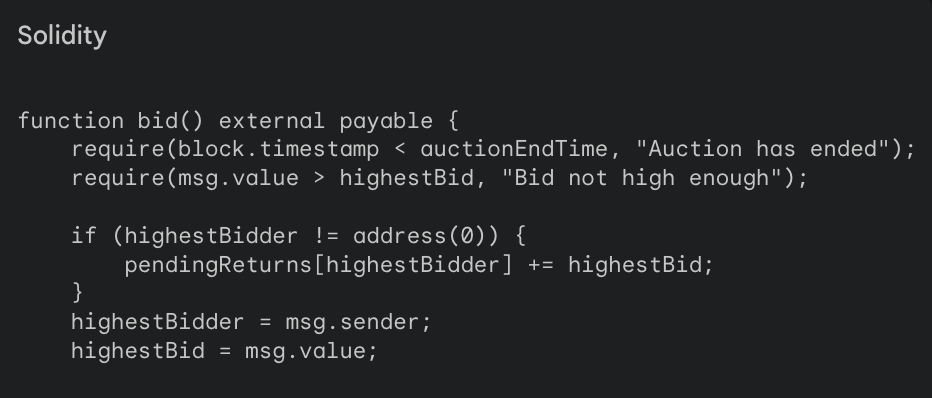 Solidity
function bid() external payable {
    require(block.timestamp < auctionEndTime, "Auction has ended");
    require(msg.value > highestBid, "Bid not high enough");

    if (highestBidder != address(0)) {
        pendingReturns[highestBidder] += highestBid;
    }
    highestBidder = msg.sender;
    highestBid = msg.value;